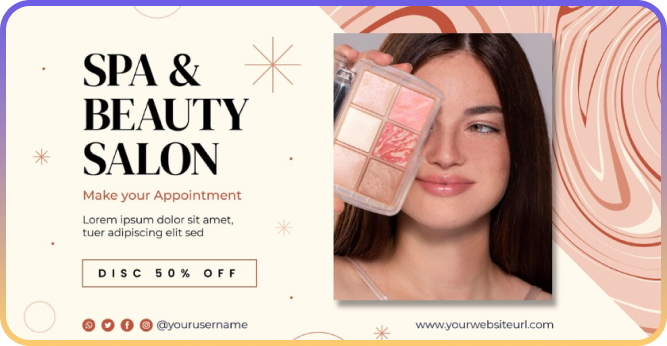 SPA &
BEAUTY
SALON
Make your Appointment
Lorem ipsum dolor sit amet,
tuer adipiscing elit sed
DISC 50% OFF
@yourusername
www.yourwebsiteurl.com